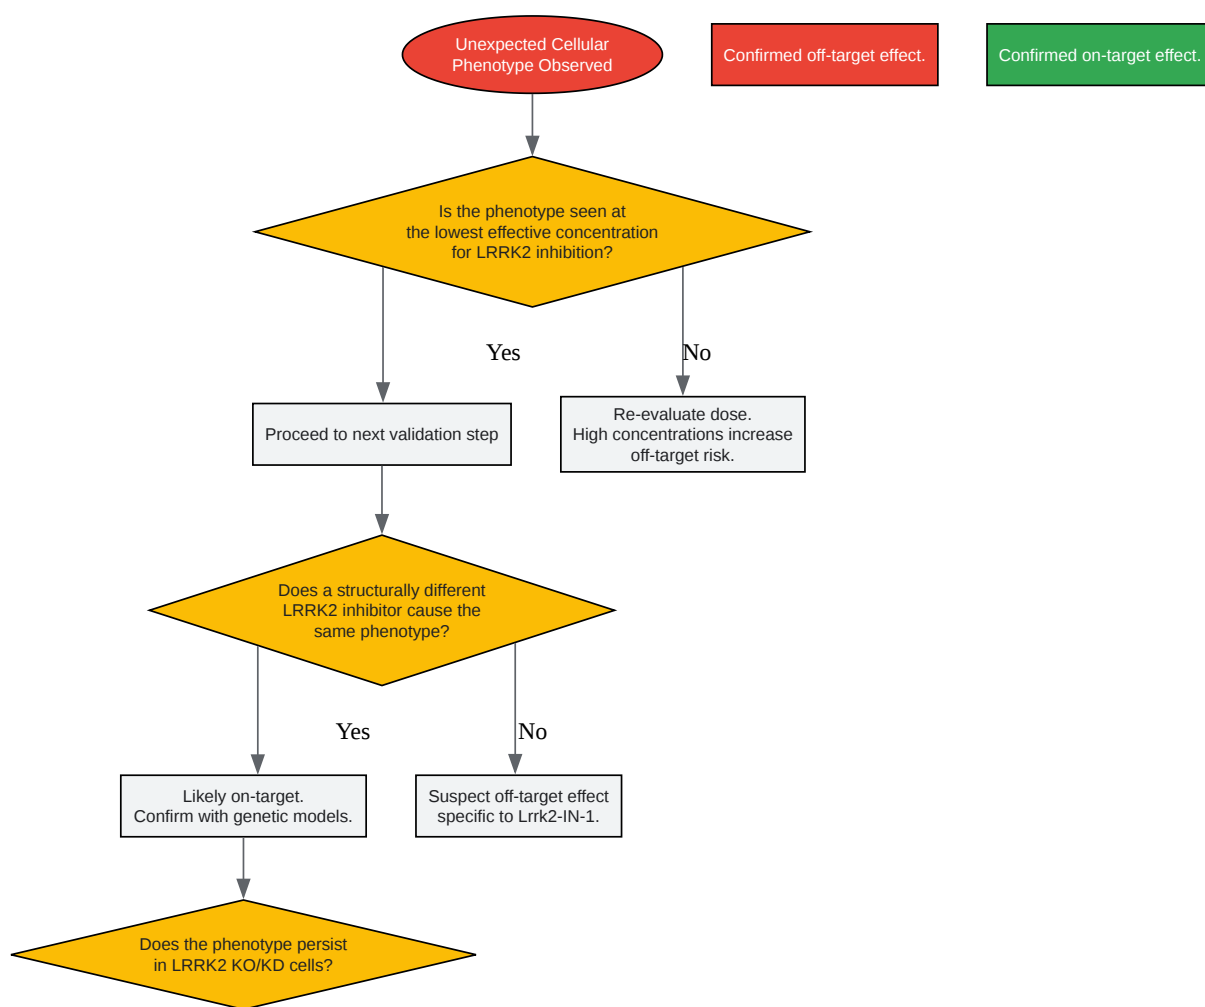 Unexpected Cellular
Phenotype Observed
Confirmed off-target effect.
Confirmed on-target effect.
Is the phenotype seen at
the lowest effective concentration
for LRRK2 inhibition?
Yes
No
Proceed to next validation step
Re-evaluate dose.
High concentrations increase
off-target risk.
Does a structurally different
LRRK2 inhibitor cause the
same phenotype?
Yes
No
Likely on-target.
Confirm with genetic models.
Suspect off-target effect
specific to Lrrk2-IN-1.
Does the phenotype persist
in LRRK2 KO/KD cells?